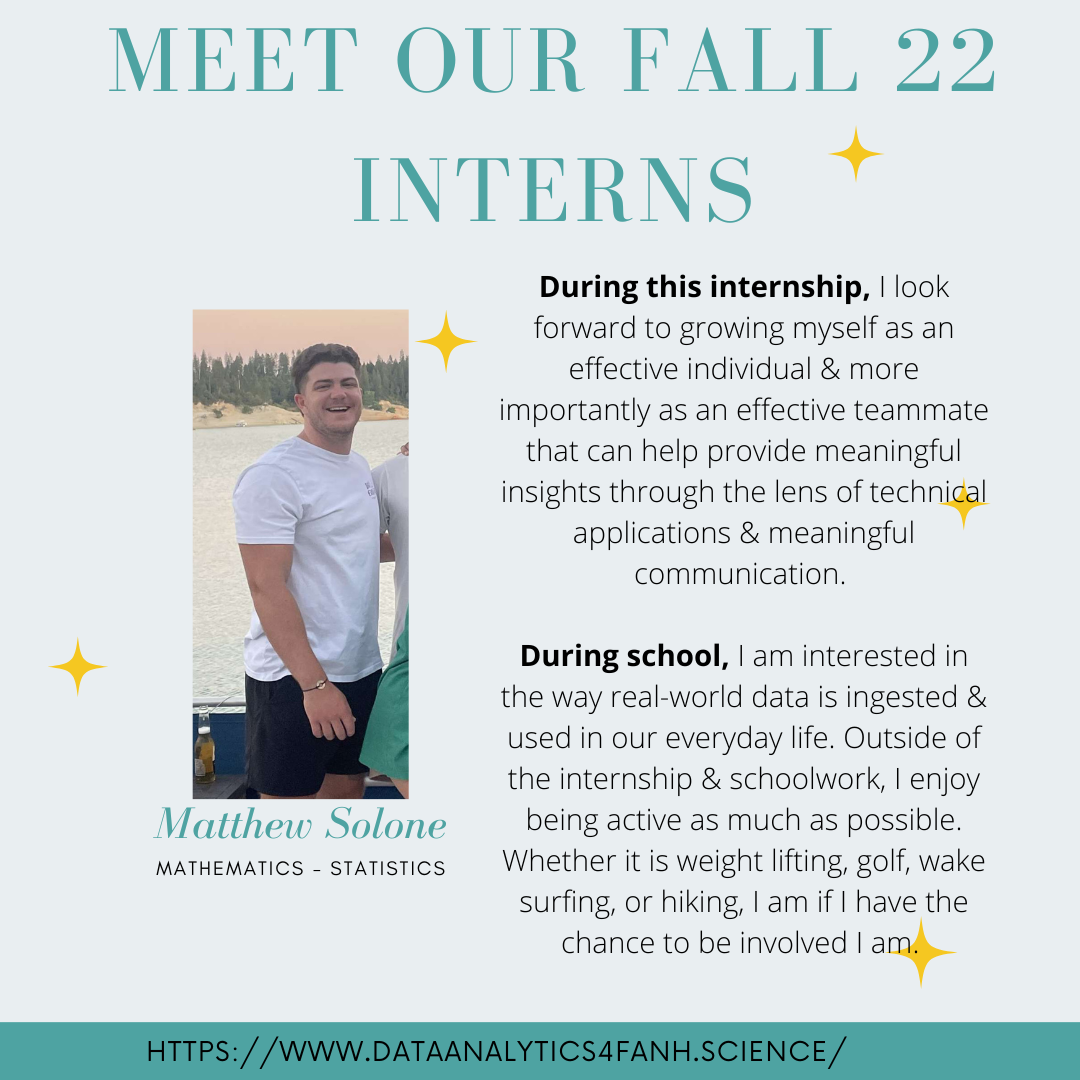 MEET OUR FALL 22
INTERNS
During this internship, I look
forward to growing myself as an
effective individual & more
importantly as an effective teammate
that can help provide meaningful
insights through the lens of technical
applications & meaningful
communication.
During school, I am interested in
the way real-world data is ingested &
used in our everyday life. Outside of
the internship & schoolwork, I enjoy
being active as much as possible.
Whether it is weight lifting, golf, wake
surfing, or hiking, I am if I have the
chance to be involved I am.
Matthew Solone
MATHEMATICS - STATISTICS
HTTPS://WWW.DATAANALYTICS4FANH.SCIENCE/